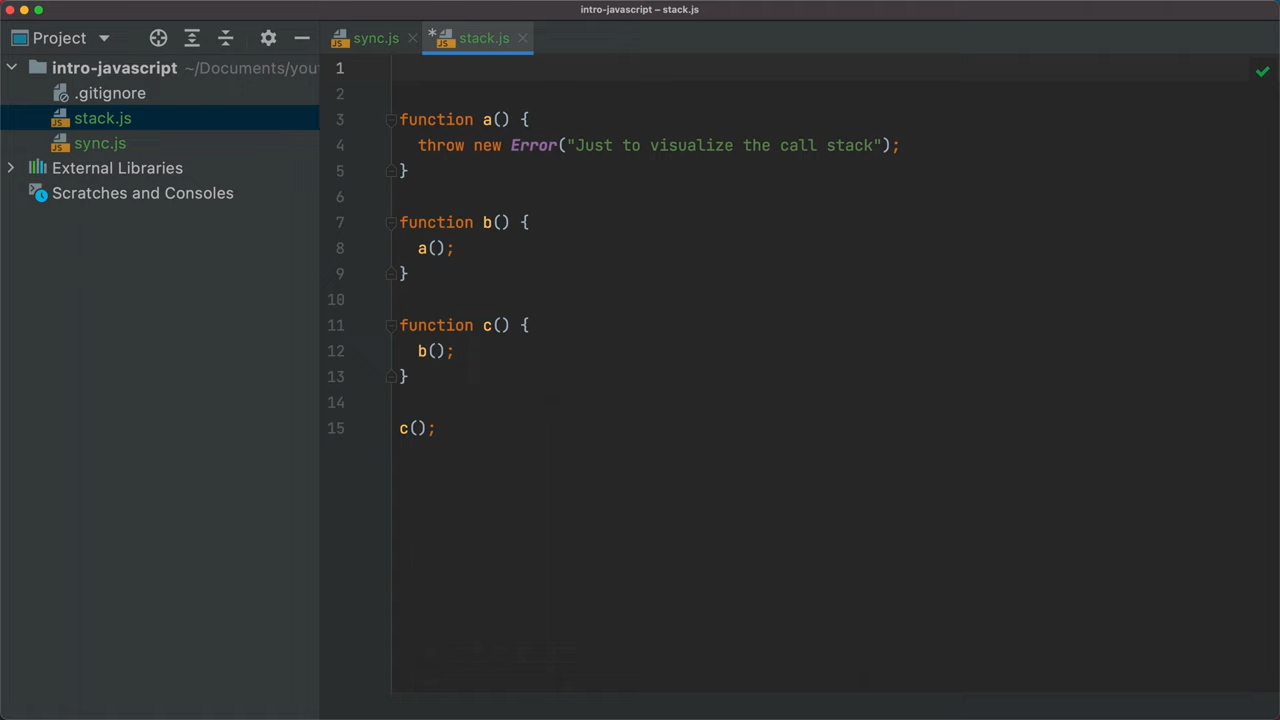 intro-javascript – stack.js
Project
sync.js
* stack.js
intro-javascript ~/Documents/yout
.gitignore
stack.js
sync.js
External Libraries
Scratches and Consoles
1
2
3 function a() {
4 throw new Error("Just to visualize the call stack");
5 }
6
7 function b() {
8 a();
9 }
10
11 function c() {
12 b();
13 }
14
15 c();